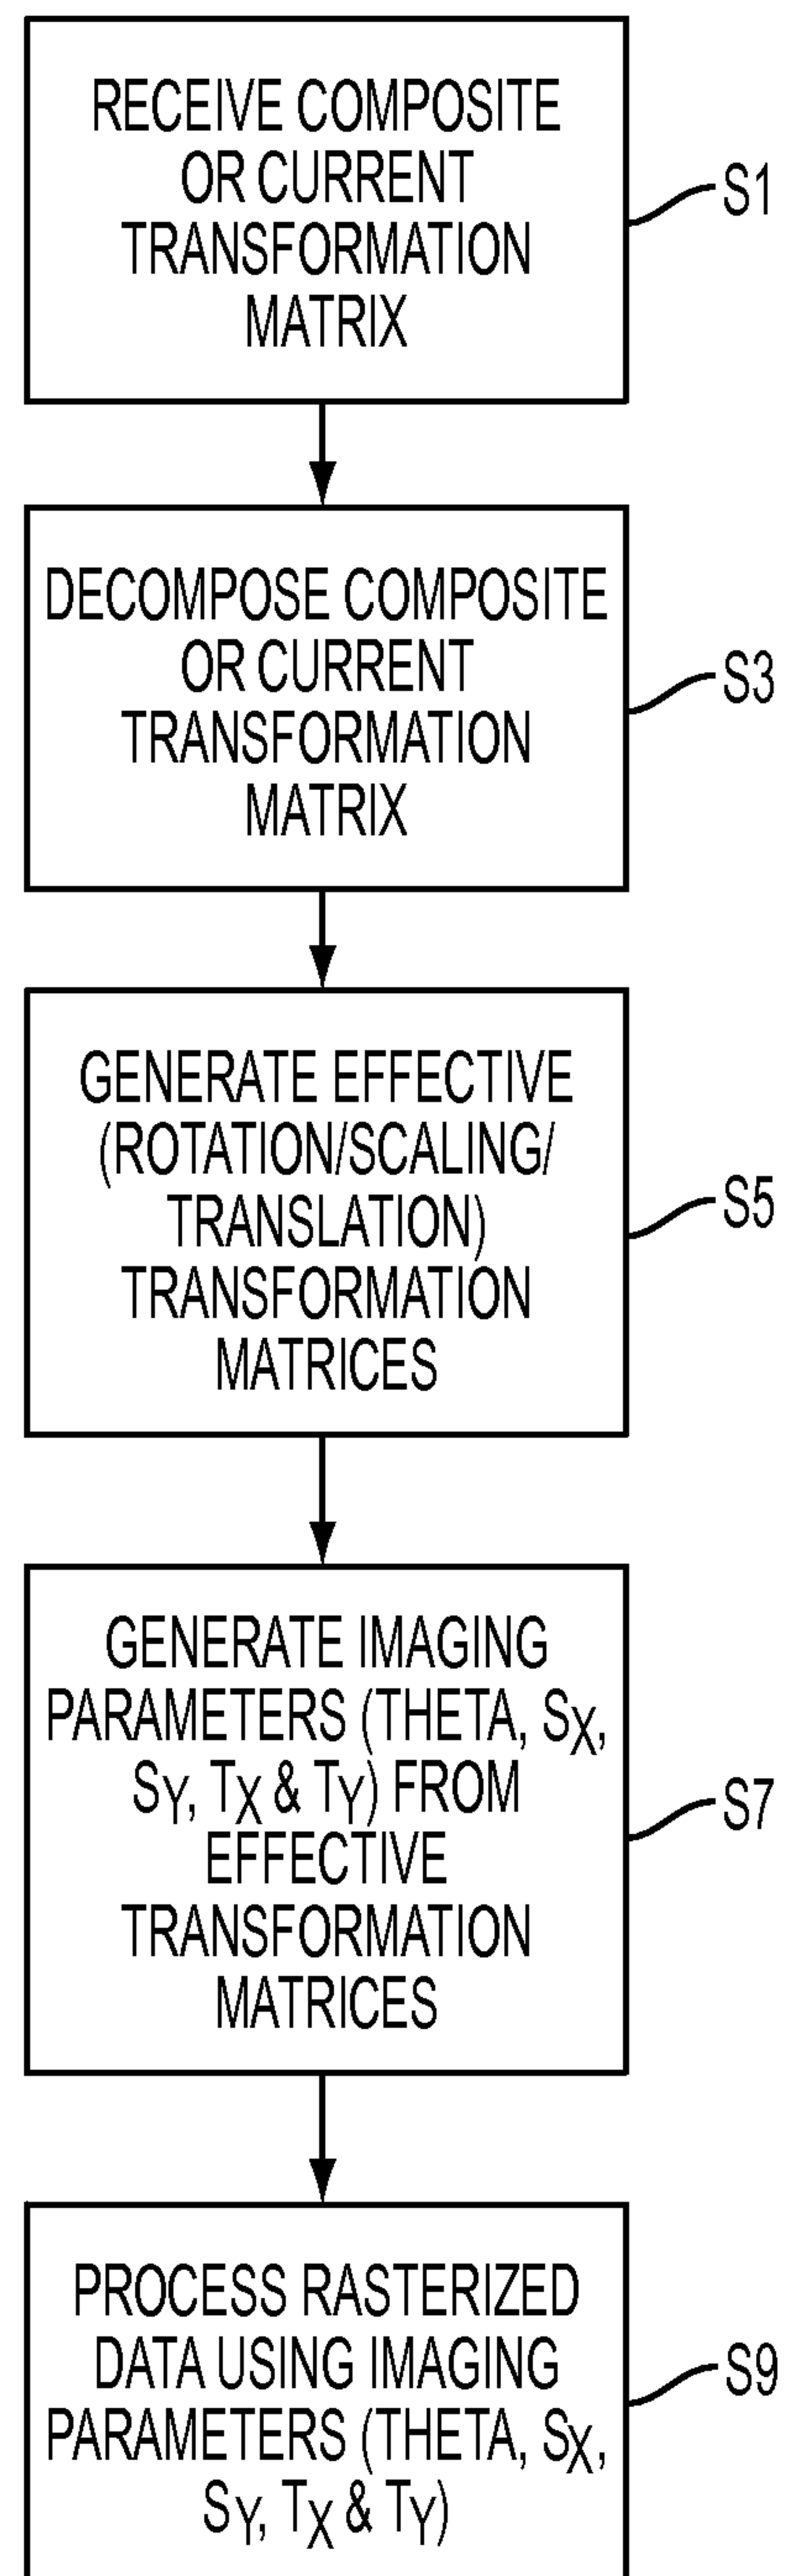 RECEIVE COMPOSITE
OR CURRENT
TRANSFORMATION
MATRIX
S1
DECOMPOSE COMPOSITE
OR CURRENT
TRANSFORMATION
MATRIX
S3
GENERATE EFFECTIVE
(ROTATION/SCALING/
TRANSLATION)
TRANSFORMATION
MATRICES
S5
GENERATE IMAGING
PARAMETERS (THETA, SX,
SY, TX & TY) FROM
EFFECTIVE
TRANSFORMATION
MATRICES
S7
PROCESS RASTERIZED
DATA USING IMAGING
PARAMETERS (THETA, SX,
SY, TX & TY)
S9